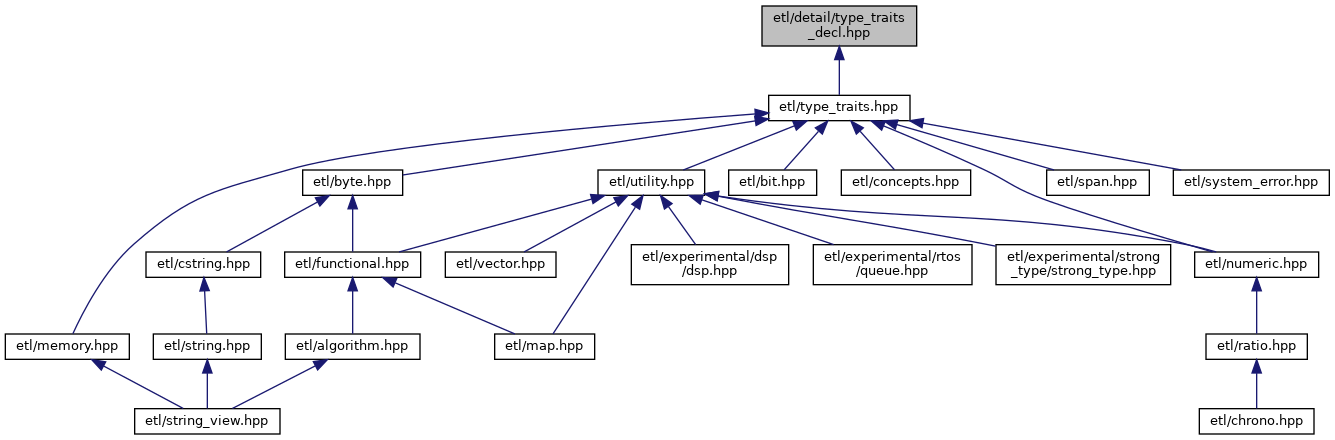 etl/detail/type_traits
_decl.hpp
etl/type_traits.hpp
etl/byte.hpp
etl/utility.hpp
etl/bit.hpp
etl/concepts.hpp
etl/span.hpp
etl/system_error.hpp
etl/cstring.hpp
etl/functional.hpp
etl/vector.hpp
etl/experimental/dsp
/dsp.hpp
etl/experimental/rtos
/queue.hpp
etl/experimental/strong
_type/strong_type.hpp
etl/numeric.hpp
etl/memory.hpp
etl/string.hpp
etl/algorithm.hpp
etl/map.hpp
etl/ratio.hpp
etl/string_view.hpp
etl/chrono.hpp